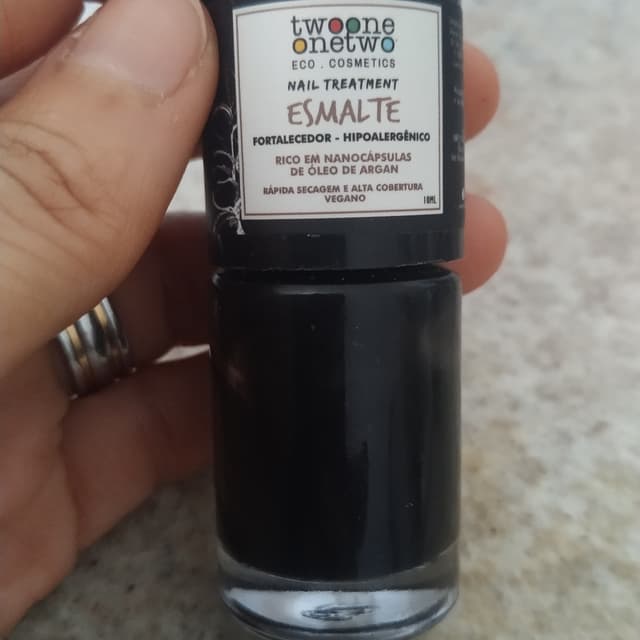 twoone
onetwo
ECO . COSMETICS
NAIL TREATMENT
ESMALTE
FORTALECEDOR - HIPOALERGÊNICO
RICO EM NANOCÁPSULAS
DE ÓLEO DE ARGAN
RÁPIDA SECAGEM E ALTA COBERTURA
VEGANO
10ML